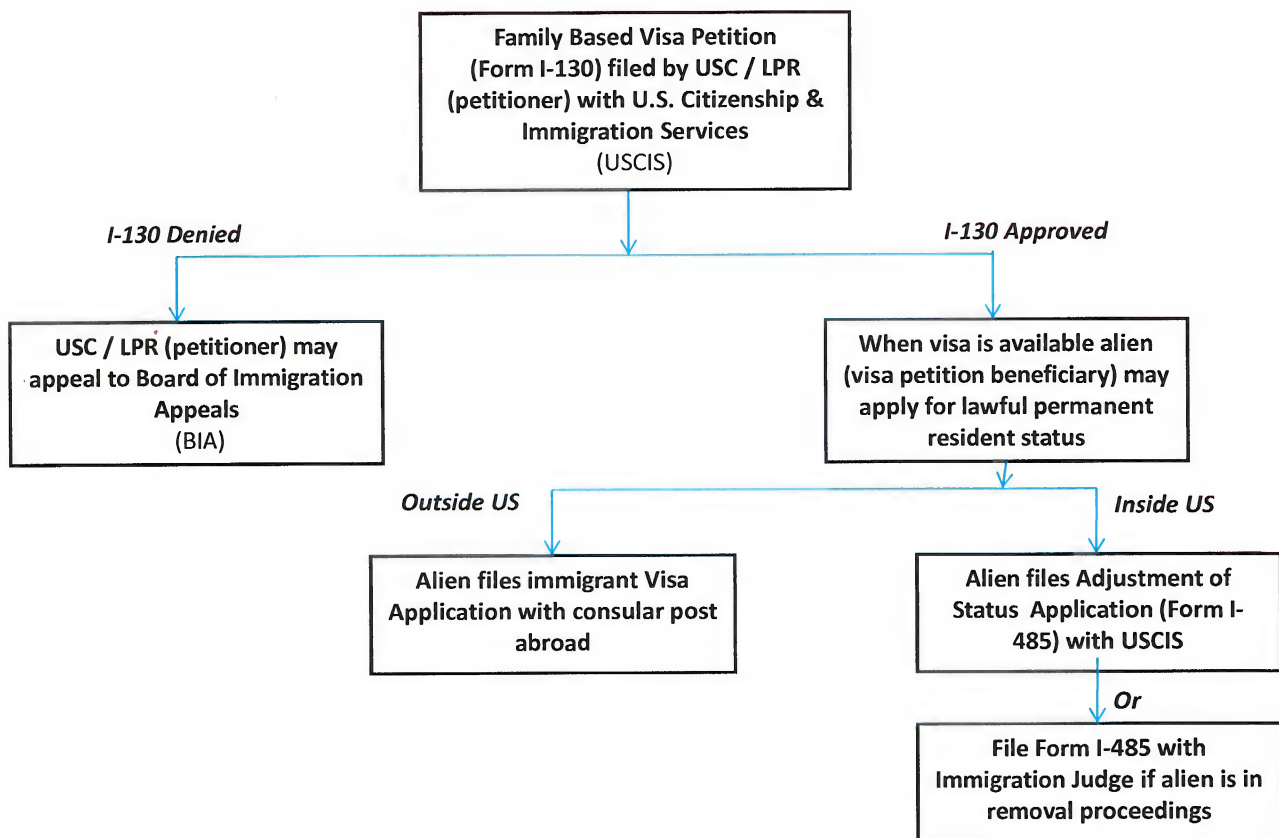 Family Based Visa Petition
(Form I-130) filed by USC / LPR
(petitioner) with U.S. Citizenship &
Immigration Services
(USCIS)
I-130 Denied
I-130 Approved
USC / LPR (petitioner) may
appeal to Board of Immigration
Appeals
(BIA)
When visa is available alien
(visa petition beneficiary) may
apply for lawful permanent
resident status
Outside US
Inside US
Alien files immigrant Visa
Application with consular post
abroad
Alien files Adjustment of
Status Application (Form I-
485) with USCIS
Or
File Form I-485 with
Immigration Judge if alien is in
removal proceedings